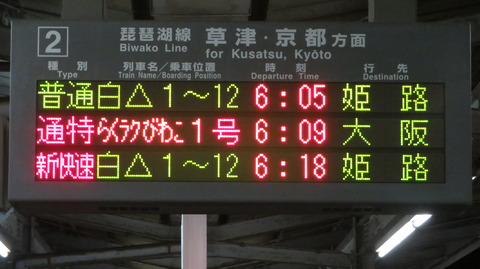 2 琵琶湖線 草津・京都方面
Biwako Line for Kusatsu, Kyōto
種別 列車名/乗車位置 時刻 行先
Type Train Name/Boarding Position Departure Time Destination
普通 白△1～12 6:05 姫路
通特 らくラクびわこ1号 6:09 大阪
新快速 白△1～12 6:18 姫路